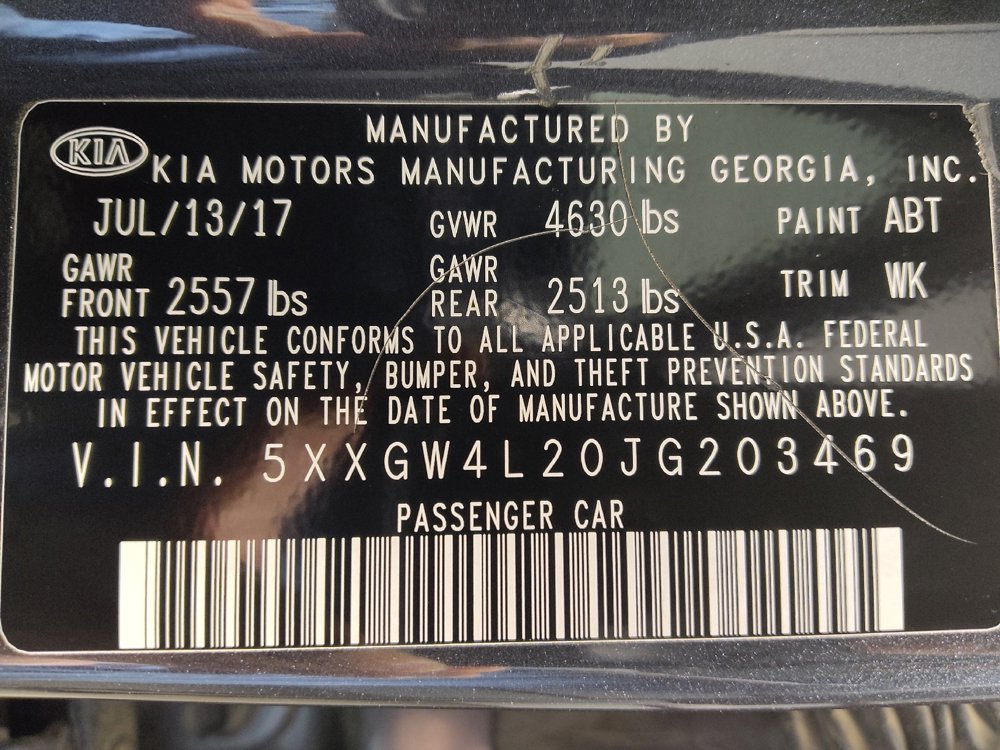 MANUFACTURED BY
KIA KIA MOTORS MANUFACTURING GEORGIA, INC.
JUL/13/17 GVWR 4630 lbs PAINT ABT
GAWR FRONT 2557 lbs GAWR REAR 2513 lbs TRIM WK
THIS VEHICLE CONFORMS TO ALL APPLICABLE U.S.A. FEDERAL
MOTOR VEHICLE SAFETY, BUMPER, AND THEFT PREVENTION STANDARDS
IN EFFECT ON THE DATE OF MANUFACTURE SHOWN ABOVE.
V.I.N. 5XXGW4L20JG203469
PASSENGER CAR